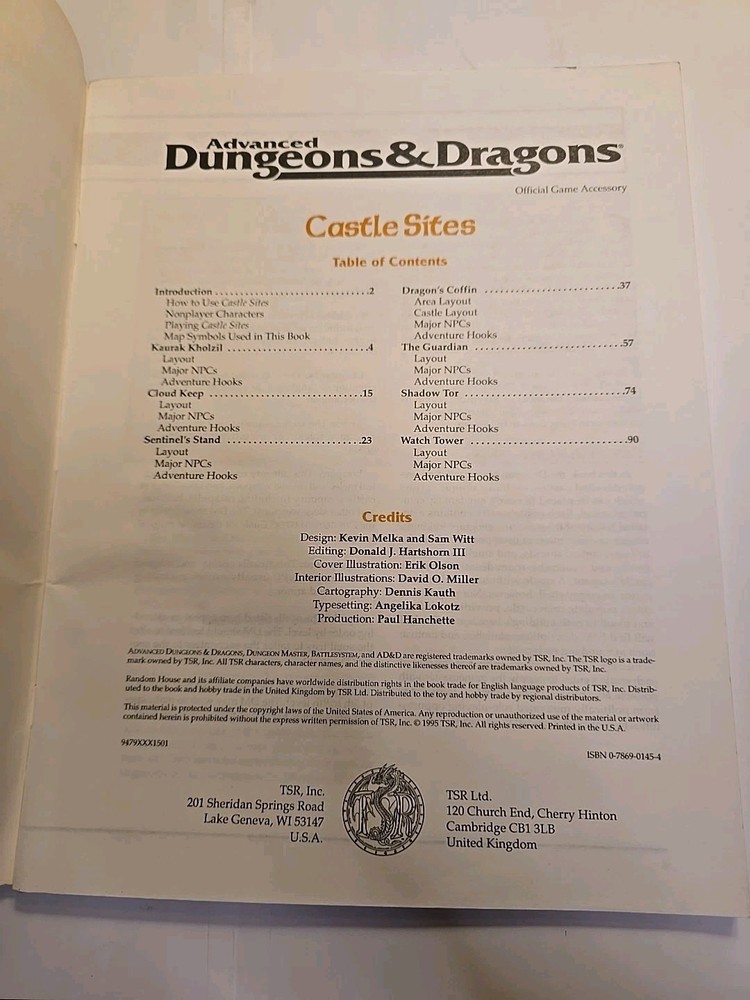 Advanced
Dungeons & Dragons®
Official Game Accessory
Castle Sites
Table of Contents
Introduction ..............................2
How to Use Castle Sites
Nonplayer Characters
Playing Castle Sites
Map Symbols Used in This Book
Kaurak Kholzil ...........................4
Layout
Major NPCs
Adventure Hooks
Cloud Keep ..............................15
Layout
Major NPCs
Adventure Hooks
Sentinel's Stand .........................23
Layout
Major NPCs
Adventure Hooks
Dragon's Coffin .........................37
Area Layout
Castle Layout
Major NPCs
Adventure Hooks
The Guardian ...........................57
Layout
Major NPCs
Adventure Hooks
Shadow Tor .............................74
Layout
Major NPCs
Adventure Hooks
Watch Tower ............................90
Layout
Major NPCs
Adventure Hooks
Credits
Design: Kevin Melka and Sam Witt
Editing: Donald J. Hartshorn III
Cover Illustration: Erik Olson
Interior Illustrations: David O. Miller
Cartography: Dennis Kauth
Typesetting: Angelika Lokotz
Production: Paul Hanchette
ADVANCED DUNGEONS & DRAGONS, DUNGEON MASTER, BATTLESYSTEM, and AD&D are registered trademarks owned by TSR, Inc. The TSR logo is a trade-
mark owned by TSR, Inc. All TSR characters, character names, and the distinctive likenesses thereof are trademarks owned by TSR, Inc.
Random House and its affiliate companies have worldwide distribution rights in the book trade for English language products of TSR, Inc. Distrib-
uted to the book and hobby trade in the United Kingdom by TSR Ltd. Distributed to the toy and hobby trade by regional distributors.
This material is protected under the copyright laws of the United States of America. Any reproduction or unauthorized use of the material or artwork
contained herein is prohibited without the express written permission of TSR, Inc. © 1995 TSR, Inc. All rights reserved. Printed in the U.S.A.
9479XXX1501
ISBN 0-7869-0145-4
TSR, Inc.
201 Sheridan Springs Road
Lake Geneva, WI 53147
U.S.A.
TSR
TSR Ltd.
120 Church End, Cherry Hinton
Cambridge CB1 3LB
United Kingdom